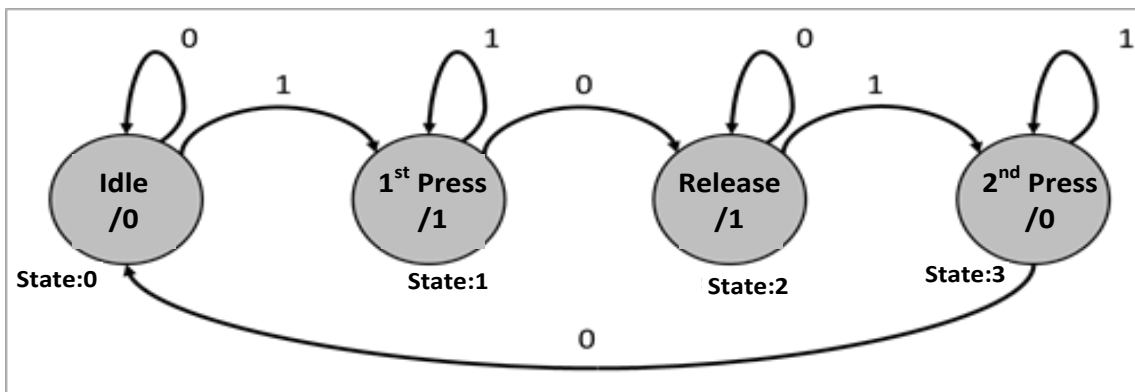 0 1 0 1
1 0 1
Idle /0
1st Press /1
Release /1
2nd Press /0
State:0
State:1
State:2
State:3
0